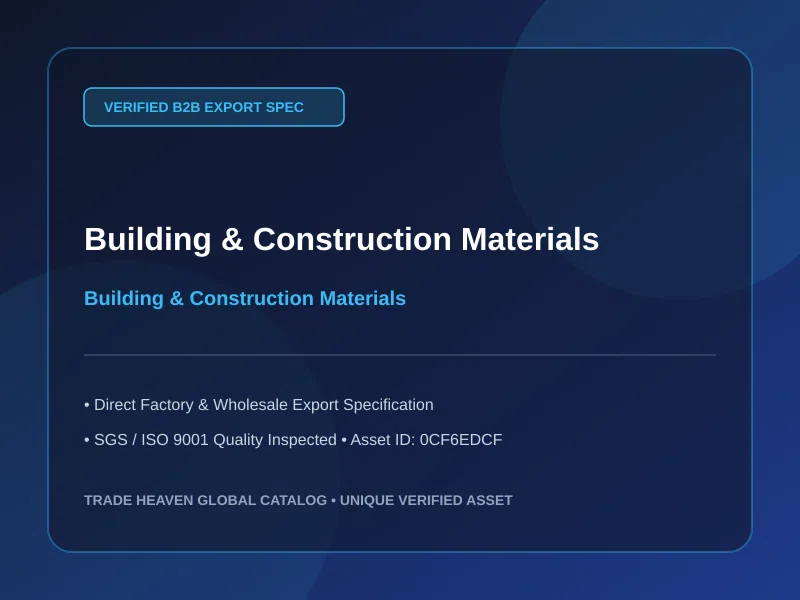 VERIFIED B2B EXPORT SPEC
Building & Construction Materials
Building & Construction Materials
• Direct Factory & Wholesale Export Specification
• SGS / ISO 9001 Quality Inspected • Asset ID: 0CF6EDCF
TRADE HEAVEN GLOBAL CATALOG • UNIQUE VERIFIED ASSET